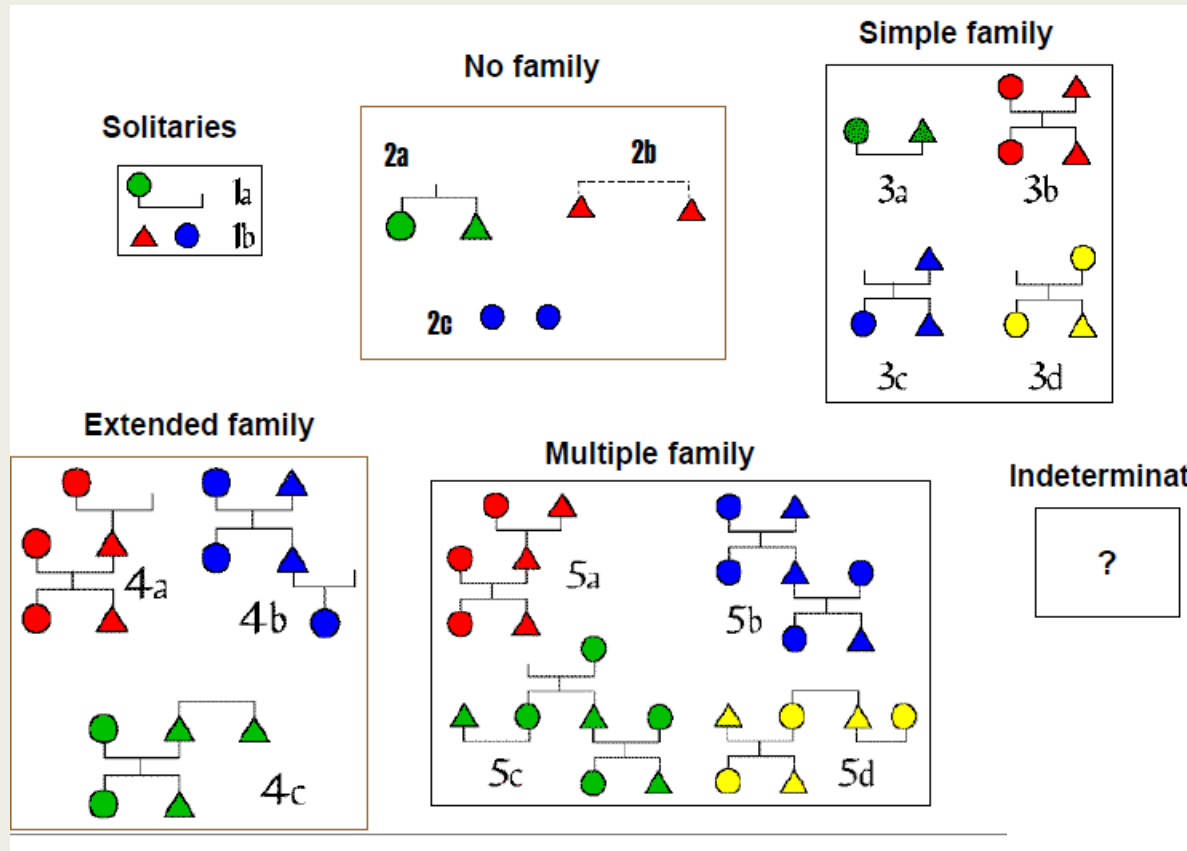 Solitaries
1a
1b
No family
2a
2b
2c
Simple family
3a
3b
3c
3d
Extended family
4a
4b
4c
Multiple family
5a
5b
5c
5d
Indeterminat
?